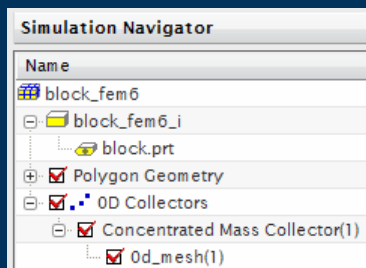 Simulation Navigator
Name
block_fem6
block_fem6_i
block.prt
Polygon Geometry
0D Collectors
Concentrated Mass Collector(1)
0d_mesh(1)